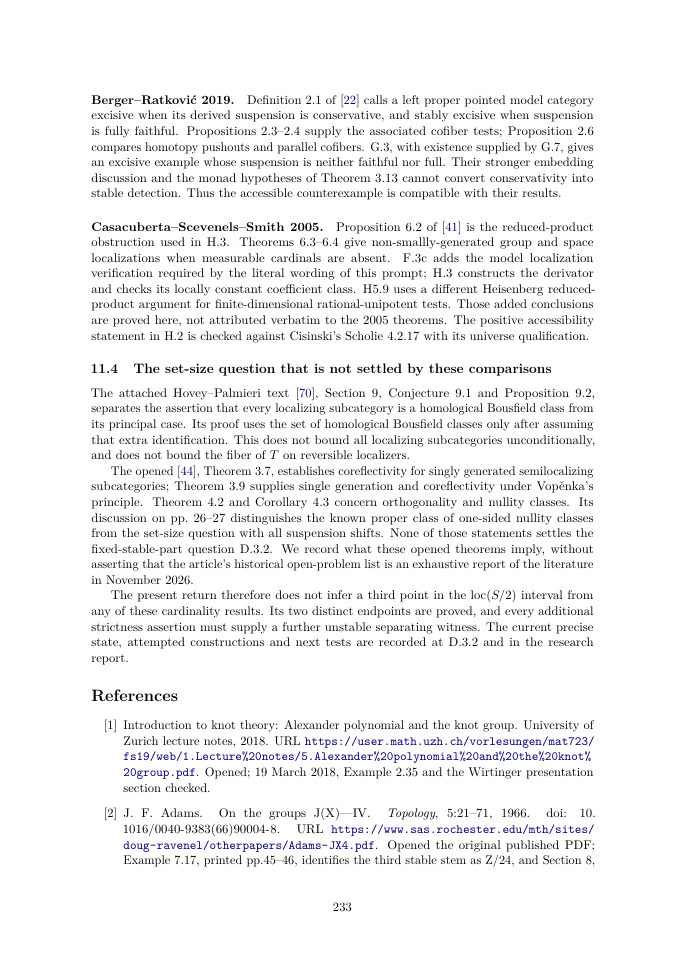 Berger–Ratković 2019. Definition 2.1 of [22] calls a left proper pointed model category
excisive when its derived suspension is conservative, and stably excisive when suspension
is fully faithful. Propositions 2.3–2.4 supply the associated cofiber tests; Proposition 2.6
compares homotopy pushouts and parallel cofibers. G.3, with existence supplied by G.7, gives
an excisive example whose suspension is neither faithful nor full. Their stronger embedding
discussion and the monad hypotheses of Theorem 3.13 cannot convert conservativity into
stable detection. Thus the accessible counterexample is compatible with their results.
Casacuberta–Scevenels–Smith 2005. Proposition 6.2 of [41] is the reduced-product
obstruction used in H.3. Theorems 6.3–6.4 give non-smallly-generated group and space
localizations when measurable cardinals are absent. F.3c adds the model localization
verification required by the literal wording of this prompt; H.3 constructs the derivator
and checks its locally constant coefficient class. H5.9 uses a different Heisenberg reduced-
product argument for finite-dimensional rational-unipotent tests. Those added conclusions
are proved here, not attributed verbatim to the 2005 theorems. The positive accessibility
statement in H.2 is checked against Cisinski's Scholie 4.2.17 with its universe qualification.
11.4 The set-size question that is not settled by these comparisons
The attached Hovey–Palmieri text [70], Section 9, Conjecture 9.1 and Proposition 9.2,
separates the assertion that every localizing subcategory is a homological Bousfield class from
its principal case. Its proof uses the set of homological Bousfield classes only after assuming
that extra identification. This does not bound all localizing subcategories unconditionally,
and does not bound the fiber of T on reversible localizers.
The opened [44], Theorem 3.7, establishes coreflectivity for singly generated semilocalizing
subcategories; Theorem 3.9 supplies single generation and coreflectivity under Vopěnka's
principle. Theorem 4.2 and Corollary 4.3 concern orthogonality and nullity classes. Its
discussion on pp. 26–27 distinguishes the known proper class of one-sided nullity classes
from the set-size question with all suspension shifts. None of those statements settles the
fixed-stable-part question D.3.2. We record what these opened theorems imply, without
asserting that the article's historical open-problem list is an exhaustive report of the literature
in November 2026.
The present return therefore does not infer a third point in the loc(S/2) interval from
any of these cardinality results. Its two distinct endpoints are proved, and every additional
strictness assertion must supply a further unstable separating witness. The current precise
state, attempted constructions and next tests are recorded at D.3.2 and in the research
report.
References
[1] Introduction to knot theory: Alexander polynomial and the knot group. University of
Zurich lecture notes, 2018. URL https://user.math.uzh.ch/vorlesungen/mat723/
fs19/web/1.Lecture%20notes/5.Alexander%20polynomial%20and%20the%20knot%
20group.pdf. Opened; 19 March 2018, Example 2.35 and the Wirtinger presentation
section checked.
[2] J. F. Adams. On the groups J(X)—IV. Topology, 5:21–71, 1966. doi: 10.
1016/0040-9383(66)90004-8. URL https://www.sas.rochester.edu/mth/sites/
doug-ravenel/otherpapers/Adams-JX4.pdf. Opened the original published PDF;
Example 7.17, printed pp.45–46, identifies the third stable stem as Z/24, and Section 8,
233